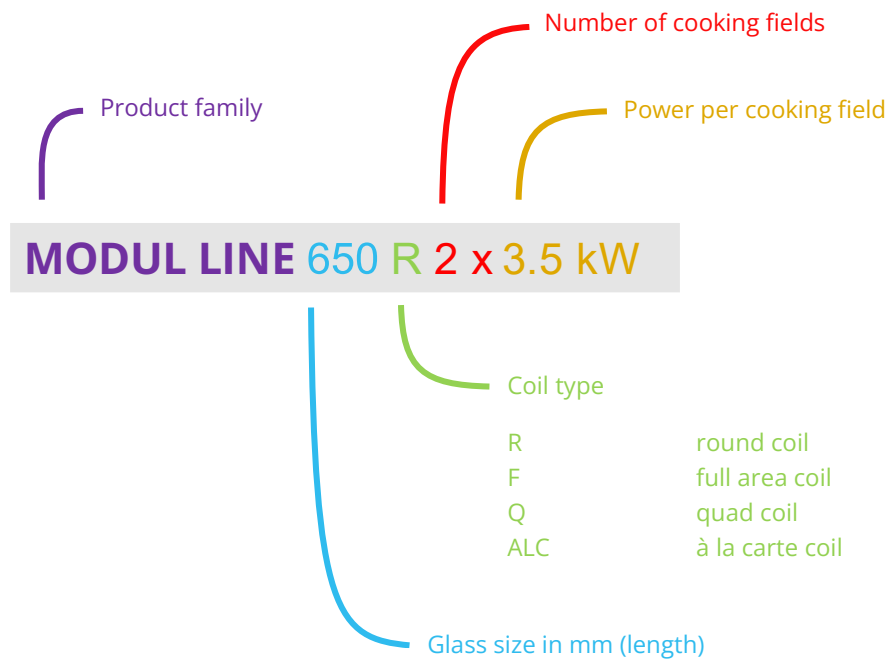 Number of cooking fields
Product family
Power per cooking field
MODUL LINE 650 R 2 x 3.5 kW
Coil type
R round coil
F full area coil
Q quad coil
ALC à la carte coil
Glass size in mm (length)